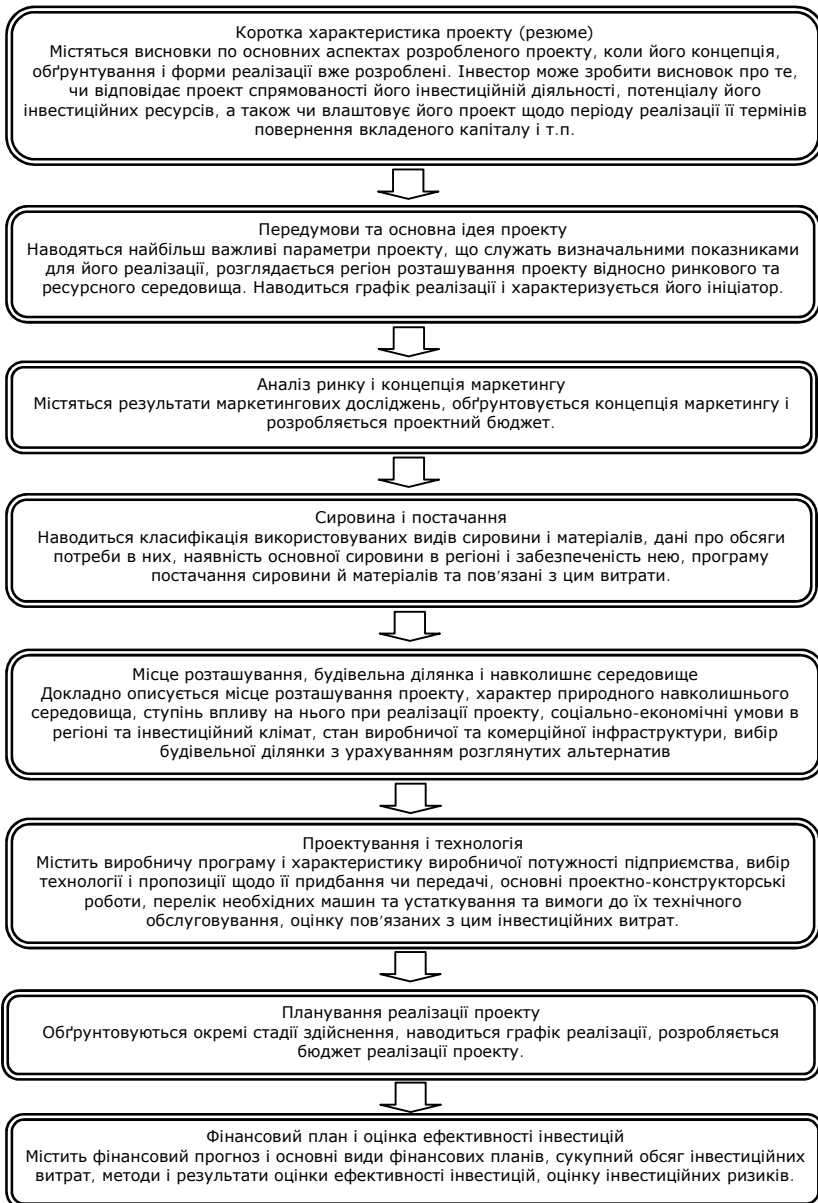 Коротка характеристика проекту (резюме)
Містяться висновки по основних аспектах розробленого проекту, коли його концепція,
обґрунтування і форми реалізації вже розроблені. Інвестор може зробити висновок про те,
чи відповідає проект спрямованості його інвестиційній діяльності, потенціалу його
інвестиційних ресурсів, а також чи влаштовує його проект щодо періоду реалізації її термінів
повернення вкладеного капіталу і т.п.
Передумови та основна ідея проекту
Наводяться найбільш важливі параметри проекту, що служать визначальними показниками
для його реалізації, розглядається регіон розташування проекту відносно ринкового та
ресурсного середовища. Наводиться графік реалізації і характеризується його ініціатор.
Аналіз ринку і концепція маркетингу
Містяться результати маркетингових досліджень, обґрунтовується концепція маркетингу і
розробляється проектний бюджет.
Сировина і постачання
Наводиться класифікація використовуваних видів сировини і матеріалів, дані про обсяги
потреби в них, наявність основної сировини в регіоні і забезпеченість нею, програму
постачання сировини й матеріалів та пов’язані з цим витрати.
Місце розташування, будівельна ділянка і навколишнє середовище
Докладно описується місце розташування проекту, характер природного навколишнього
середовища, ступінь впливу на нього при реалізації проекту, соціально-економічні умови в
регіоні та інвестиційний клімат, стан виробничої та комерційної інфраструктури, вибір
будівельної ділянки з урахуванням розглянутих альтернатив
Проектування і технологія
Містить виробничу програму і характеристику виробничої потужності підприємства, вибір
технології і пропозиції щодо її придбання чи передачі, основні проектно-конструкторські
роботи, перелік необхідних машин та устаткування та вимоги до їх технічного
обслуговування, оцінку пов’язаних з цим інвестиційних витрат.
Планування реалізації проекту
Обґрунтовуються окремі стадії здійснення, наводиться графік реалізації, розробляється
бюджет реалізації проекту.
Фінансовий план і оцінка ефективності інвестицій
Містить фінансовий прогноз і основні види фінансових планів, сукупний обсяг інвестиційних
витрат, методи і результати оцінки ефективності інвестицій, оцінку інвестиційних ризиків.